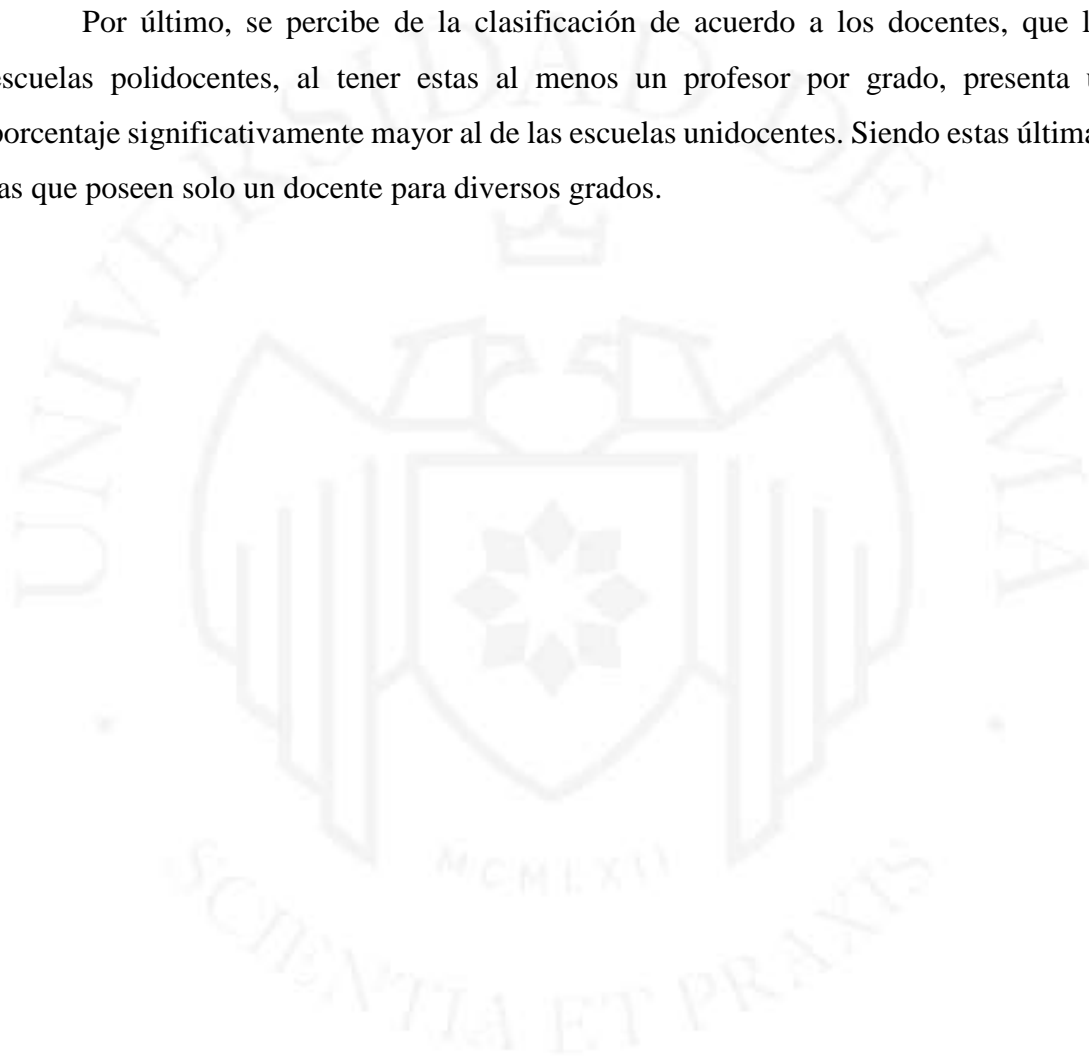 Por último, se percibe de la clasificación de acuerdo a los docentes, que l
escuelas polidocentes, al tener estas al menos un profesor por grado, presenta u
porcentaje significativamente mayor al de las escuelas unidocentes. Siendo estas última
as que poseen solo un docente para diversos grados.
UNIVERSIDAD DE LIMA
MCMLXII
SCIENTIA ET PRAXIS